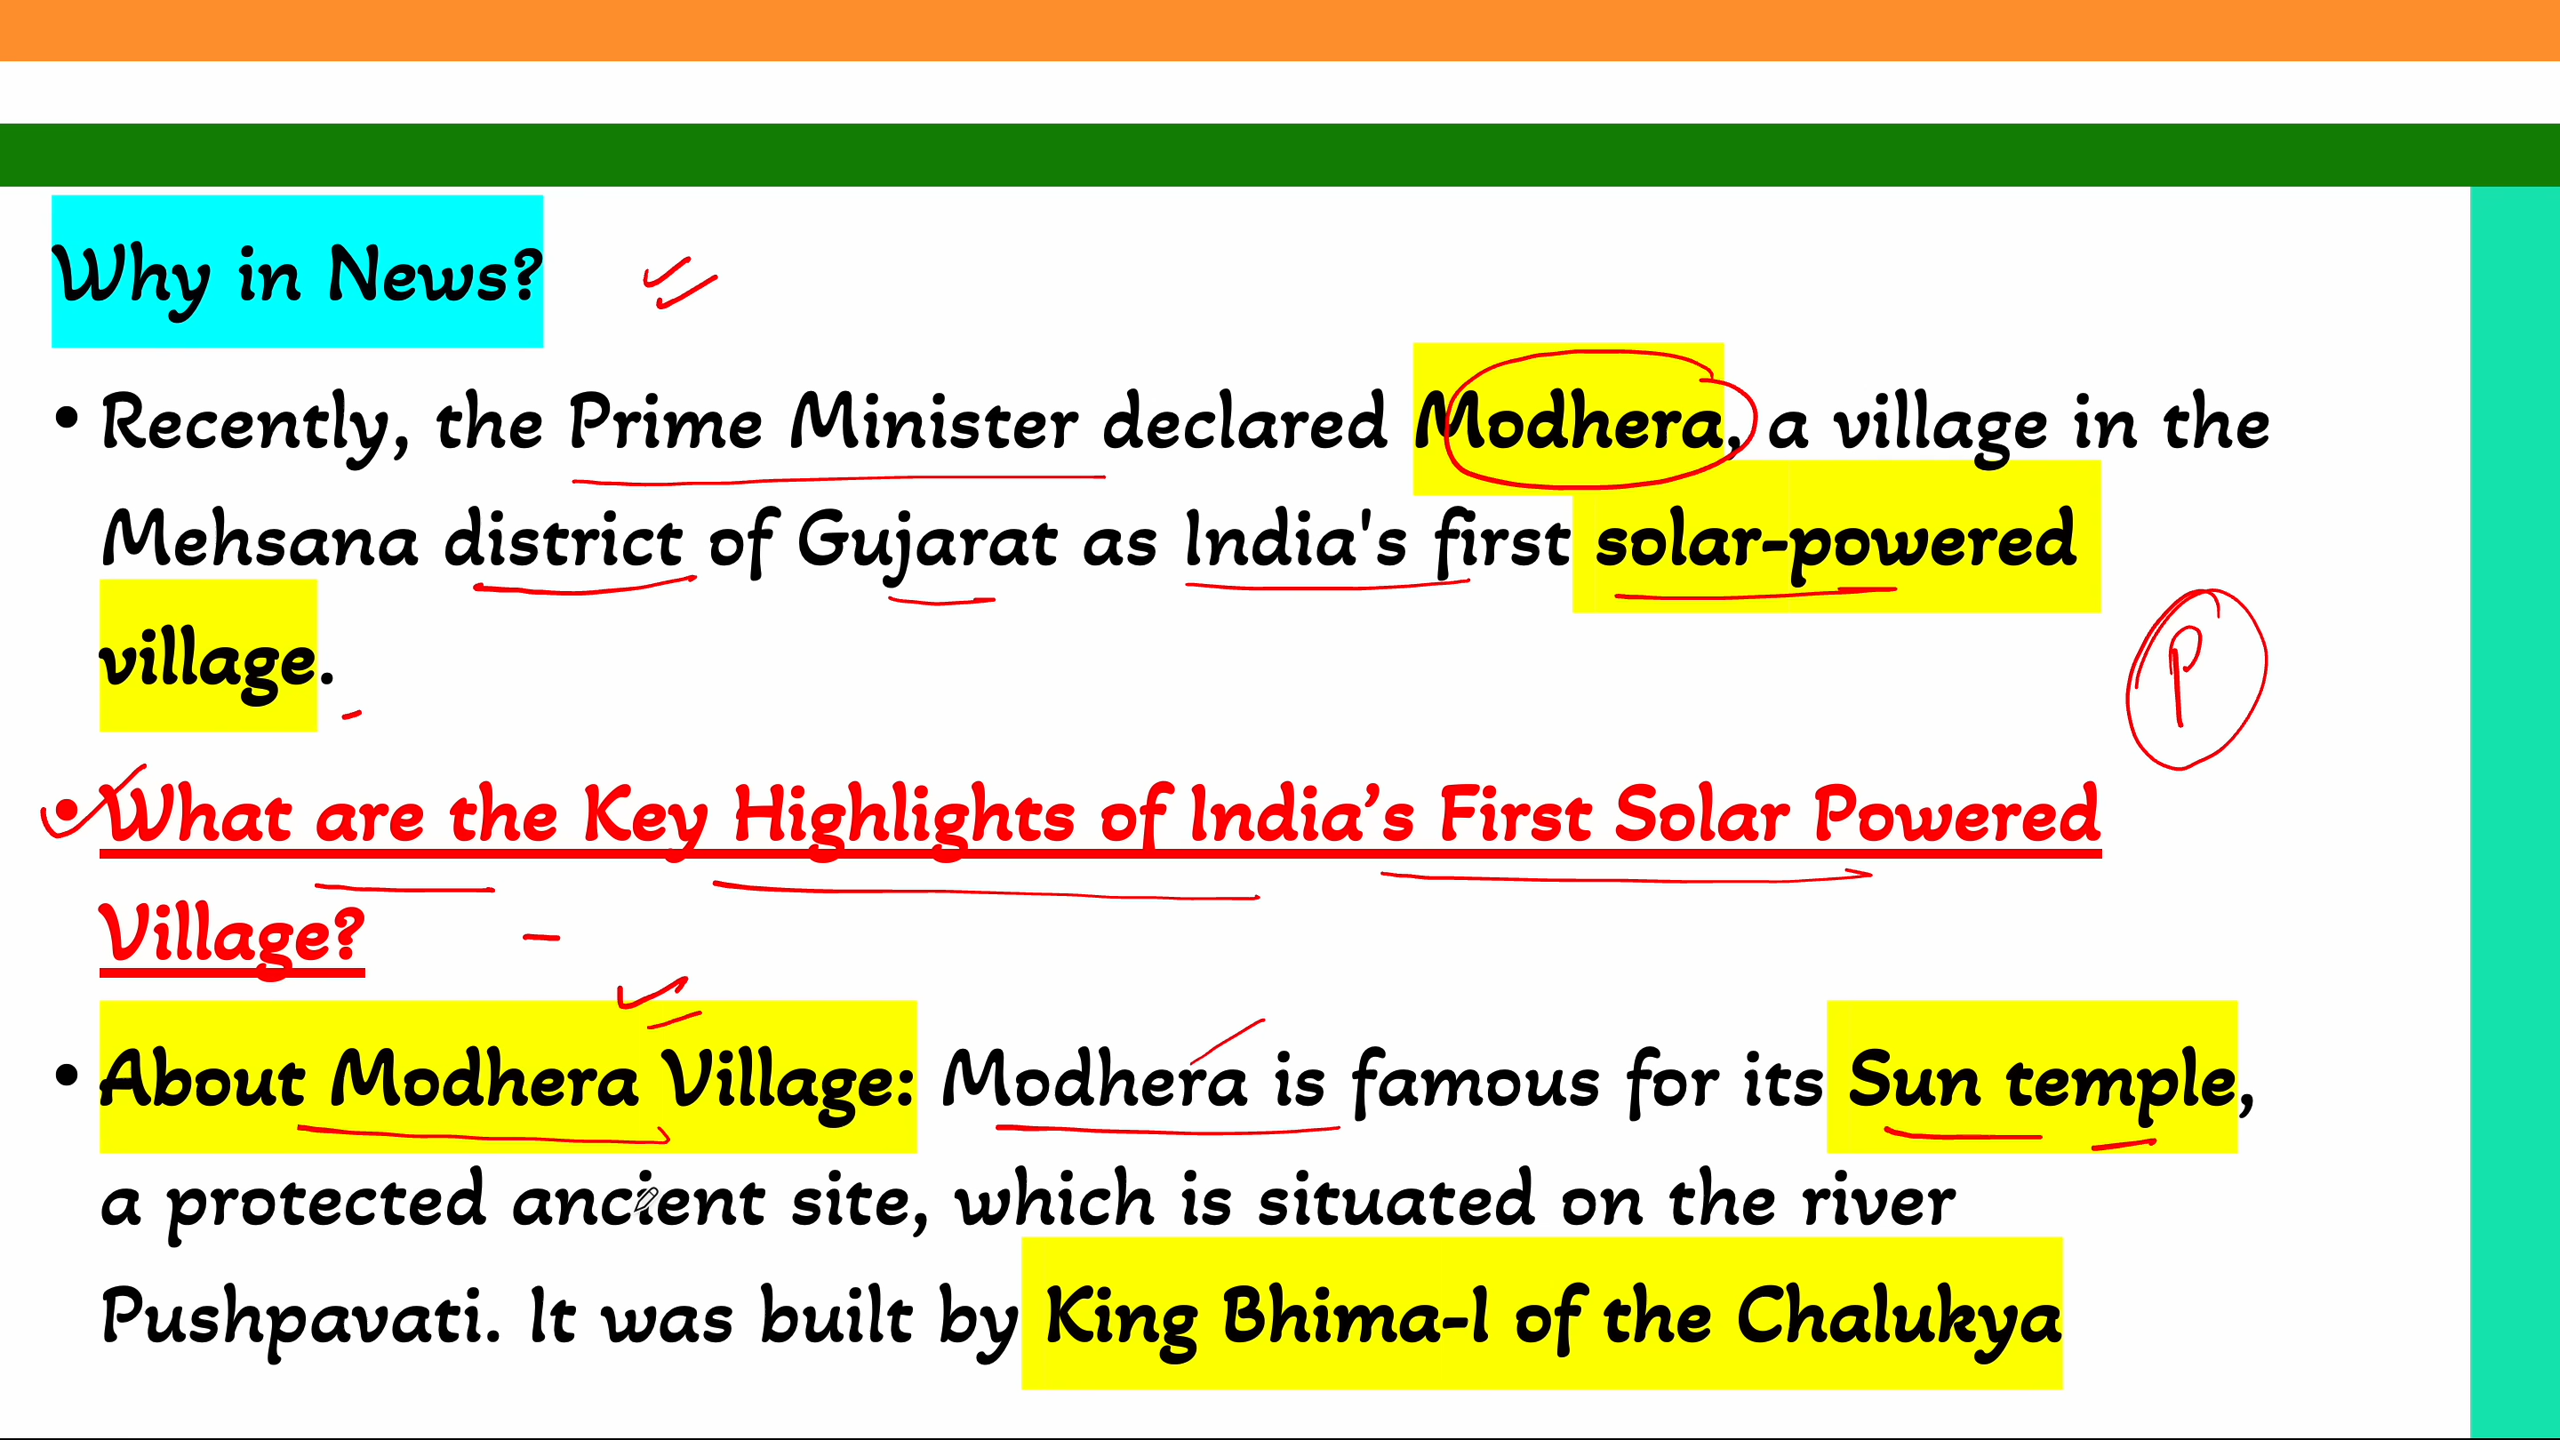 Why in News?
• Recently, the Prime Minister declared Modhera, a village in the
Mehsana district of Gujarat as India's first solar-powered
village.
P
• What are the Key Highlights of India’s First Solar Powered
Village?
• About Modhera Village: Modhera is famous for its Sun temple,
a protected ancient site, which is situated on the river
Pushpavati. It was built by King Bhima-I of the Chalukya